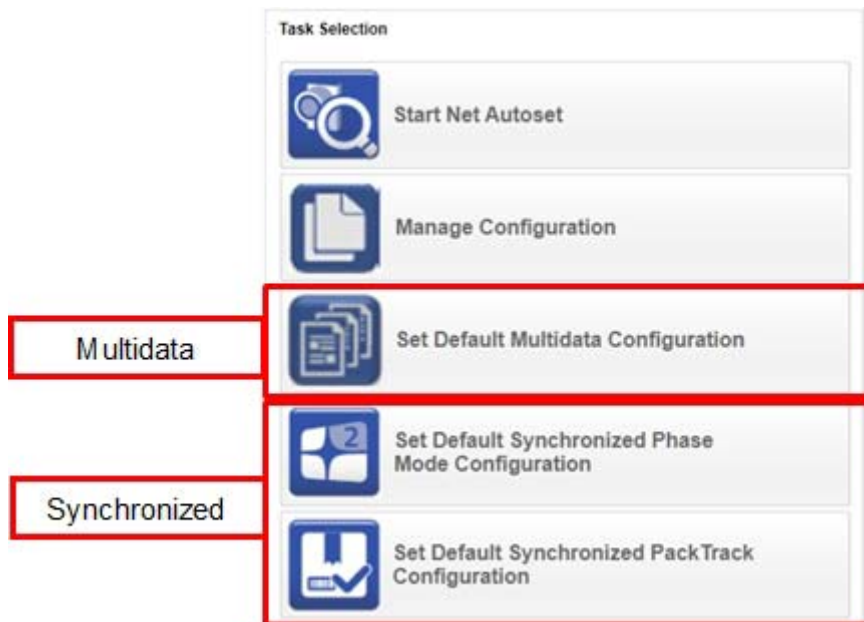 Task Selection
Start Net Autoset
Manage Configuration
Multidata
Set Default Multidata Configuration
Synchronized
Set Default Synchronized Phase
Mode Configuration
2
Set Default Synchronized PackTrack
Configuration